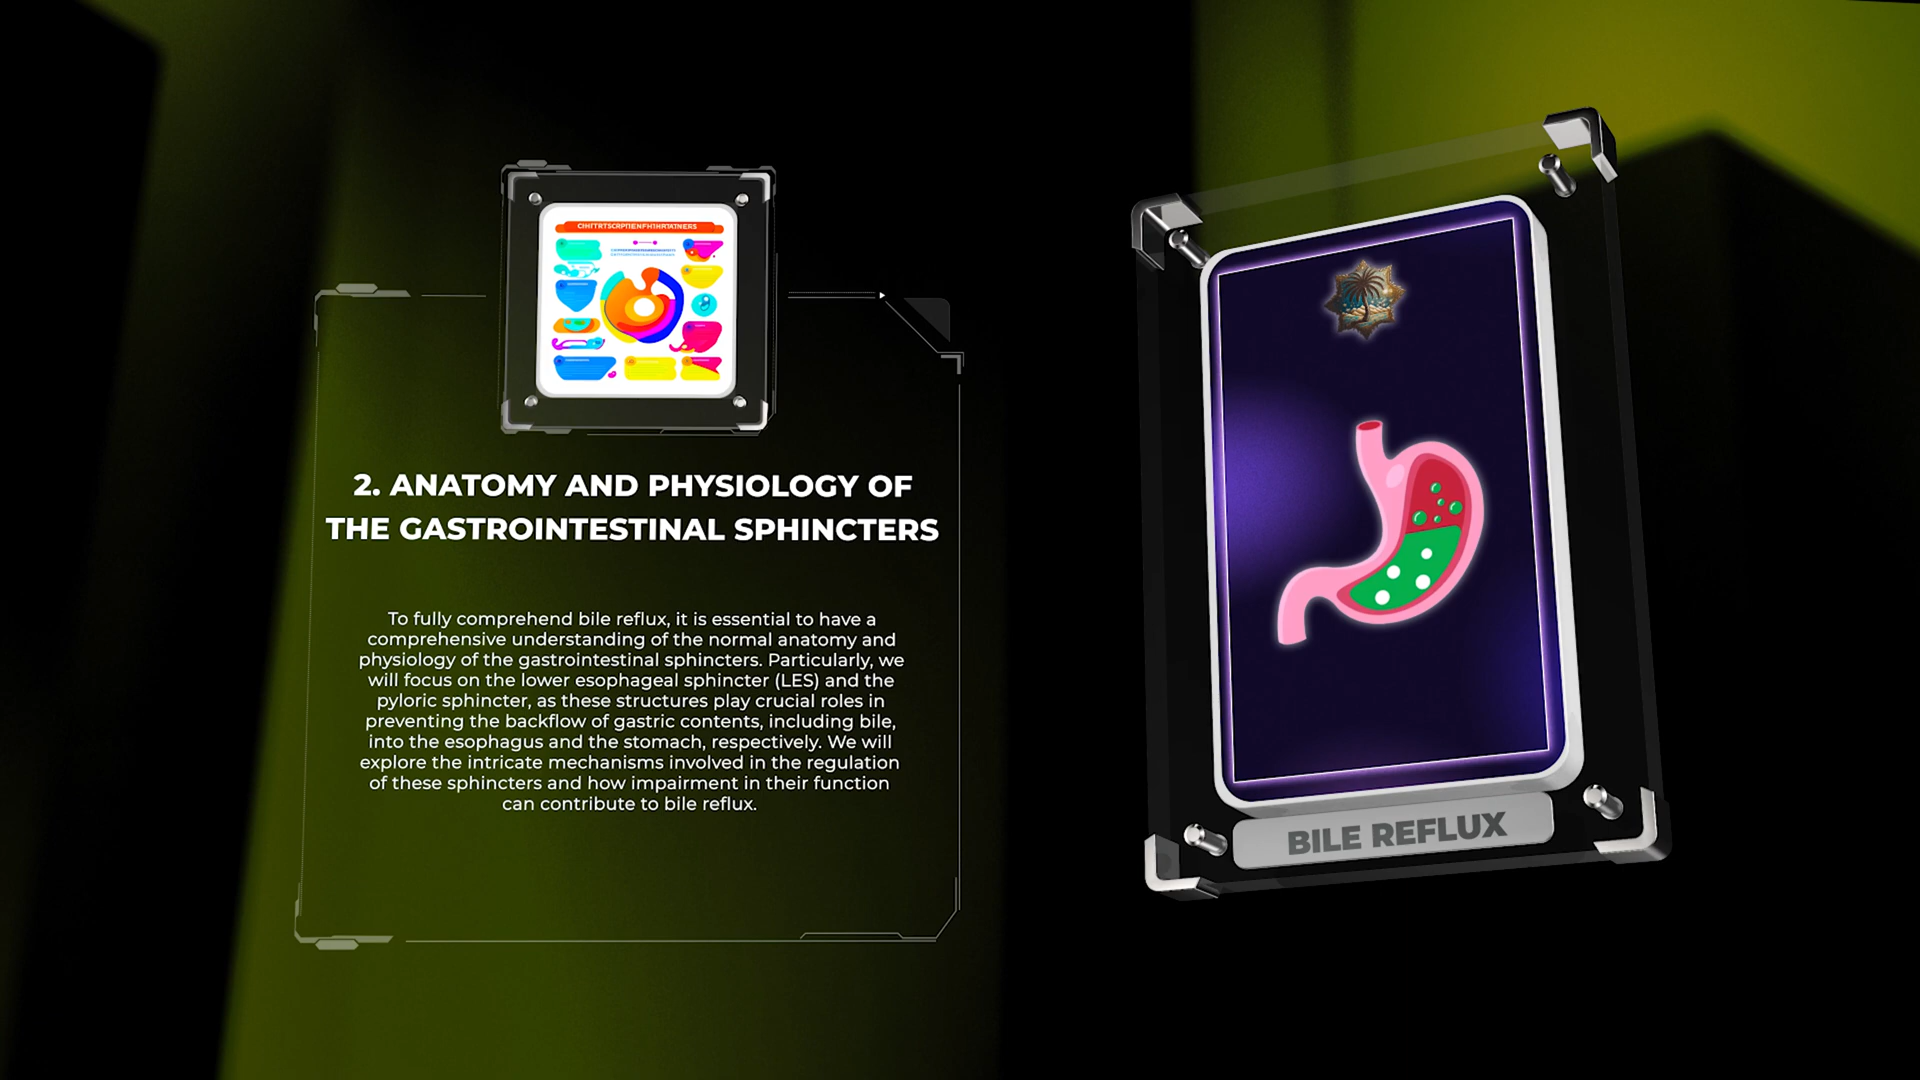 2. ANATOMY AND PHYSIOLOGY OF
THE GASTROINTESTINAL SPHINCTERS
To fully comprehend bile reflux, it is essential to have a
comprehensive understanding of the normal anatomy and
physiology of the gastrointestinal sphincters. Particularly, we
will focus on the lower esophageal sphincter (LES) and the
pyloric sphincter, as these structures play crucial roles in
preventing the backflow of gastric contents, including bile,
into the esophagus and the stomach, respectively. We will
explore the intricate mechanisms involved in the regulation
of these sphincters and how impairment in their function
can contribute to bile reflux.
BILE REFLUX